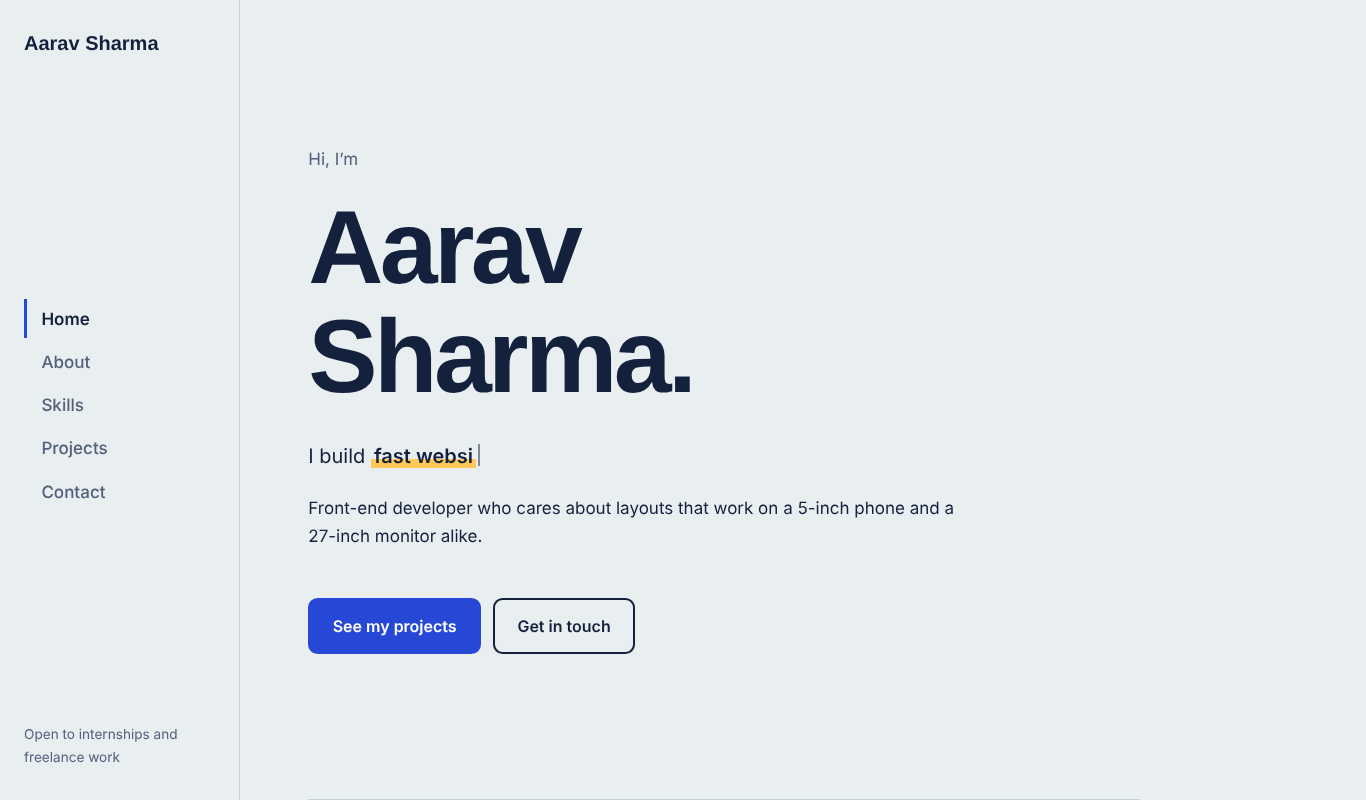 Aarav Sharma
Home
About
Skills
Projects
Contact
Open to internships and
freelance work
Hi, I’m
Aarav
Sharma.
I build fast websi
Front-end developer who cares about layouts that work on a 5-inch phone and a
27-inch monitor alike.
See my projects
Get in touch